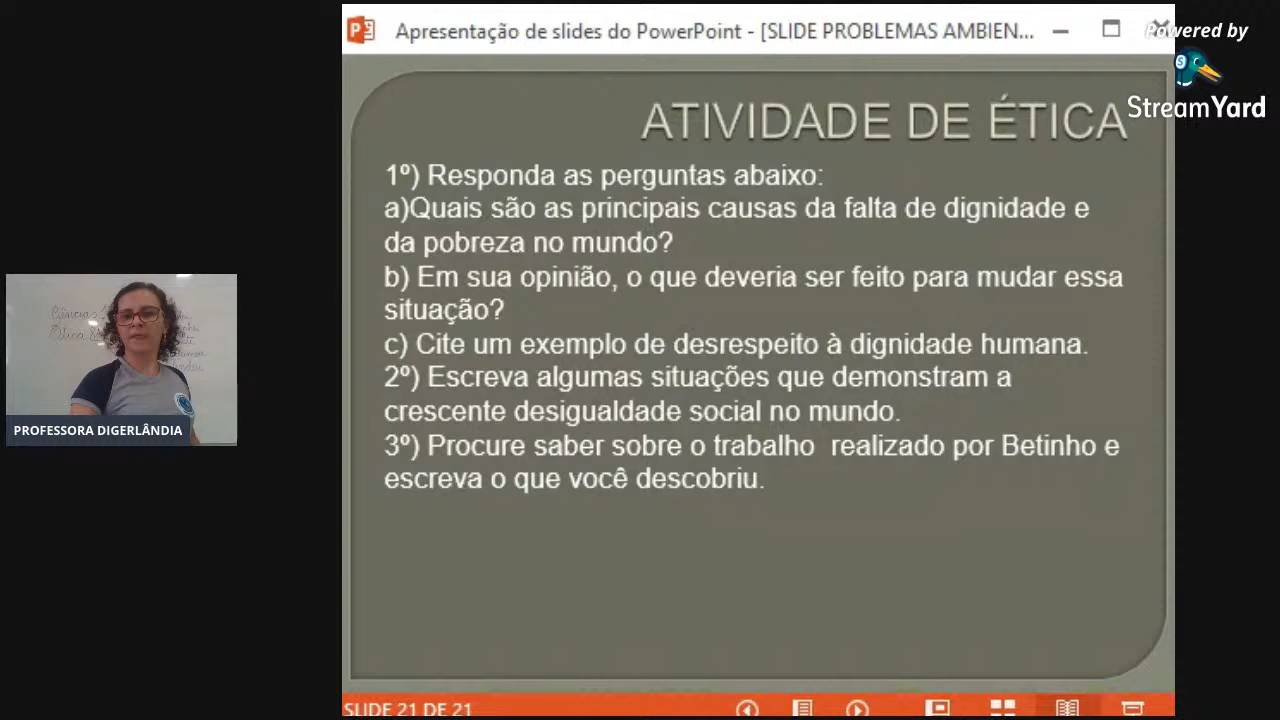 Apresentação de slides do PowerPoint - [SLIDE PROBLEMAS AMBIEN...
Powered by
StreamYard
ATIVIDADE DE ÉTICA
1º) Responda as perguntas abaixo:
a)Quais são as principais causas da falta de dignidade e
da pobreza no mundo?
b) Em sua opinião, o que deveria ser feito para mudar essa
situação?
c) Cite um exemplo de desrespeito à dignidade humana.
2º) Escreva algumas situações que demonstram a
crescente desigualdade social no mundo.
3º) Procure saber sobre o trabalho realizado por Betinho e
escreva o que você descobriu.
Ciências
Ética
PROFESSORA DIGERLÂNDIA
SLIDE 21 DE 21